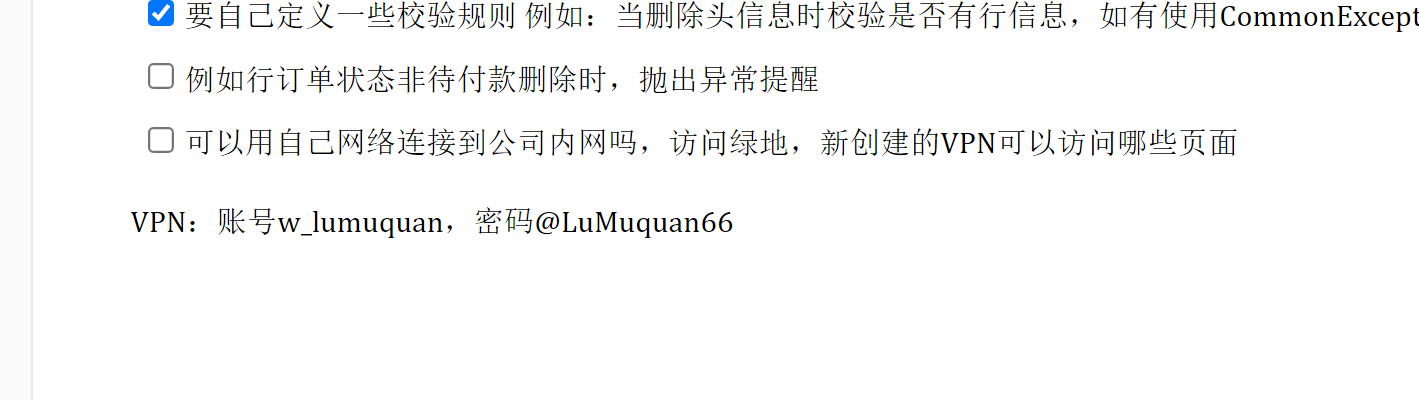 要自己定义一些校验规则 例如：当删除头信息时校验是否有行信息，如有使用CommonExcept
例如行订单状态非待付款删除时，抛出异常提醒
可以用自己网络连接到公司内网吗，访问绿地，新创建的VPN可以访问哪些页面
VPN：账号w_lumuquan，密码@LuMuquan66